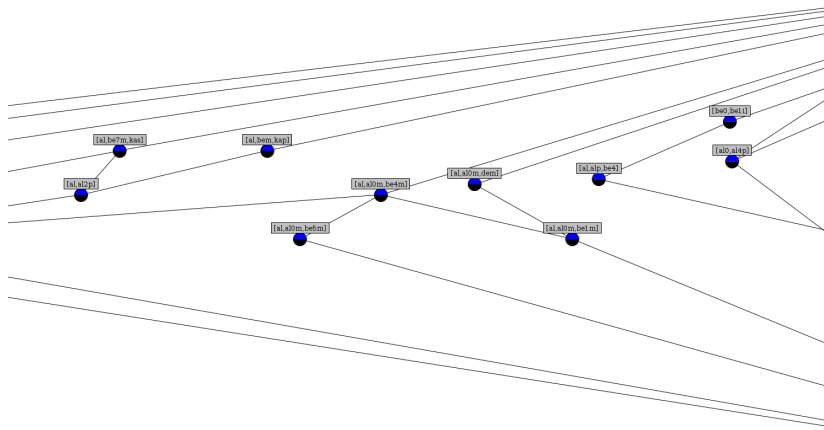 [be0,be1i]
[al,be7m,kas]
[al,bem,kap]
[al0,al4p]
[al,alp,be4]
[al,al0m,dem]
[al,al2p]
[al,al0m,be4m]
[al,al0m,be5m]
[al,al0m,be1m]